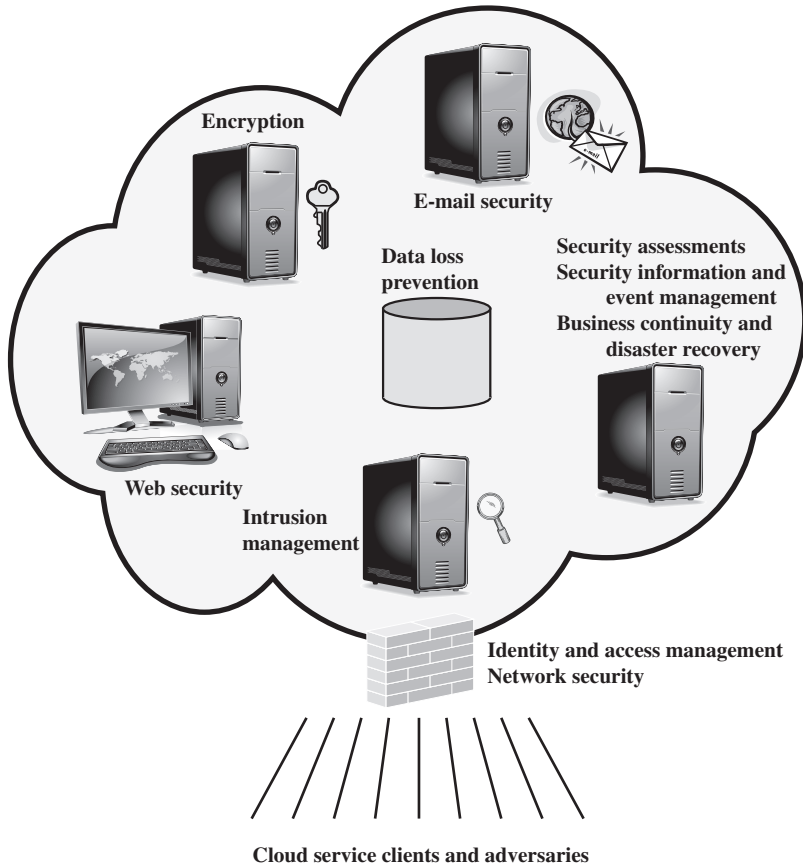 Encryption
E-mail security
e-mail
Data loss
prevention
Security assessments
Security information and
event management
Business continuity and
disaster recovery
Web security
Intrusion
management
Identity and access management
Network security
Cloud service clients and adversaries